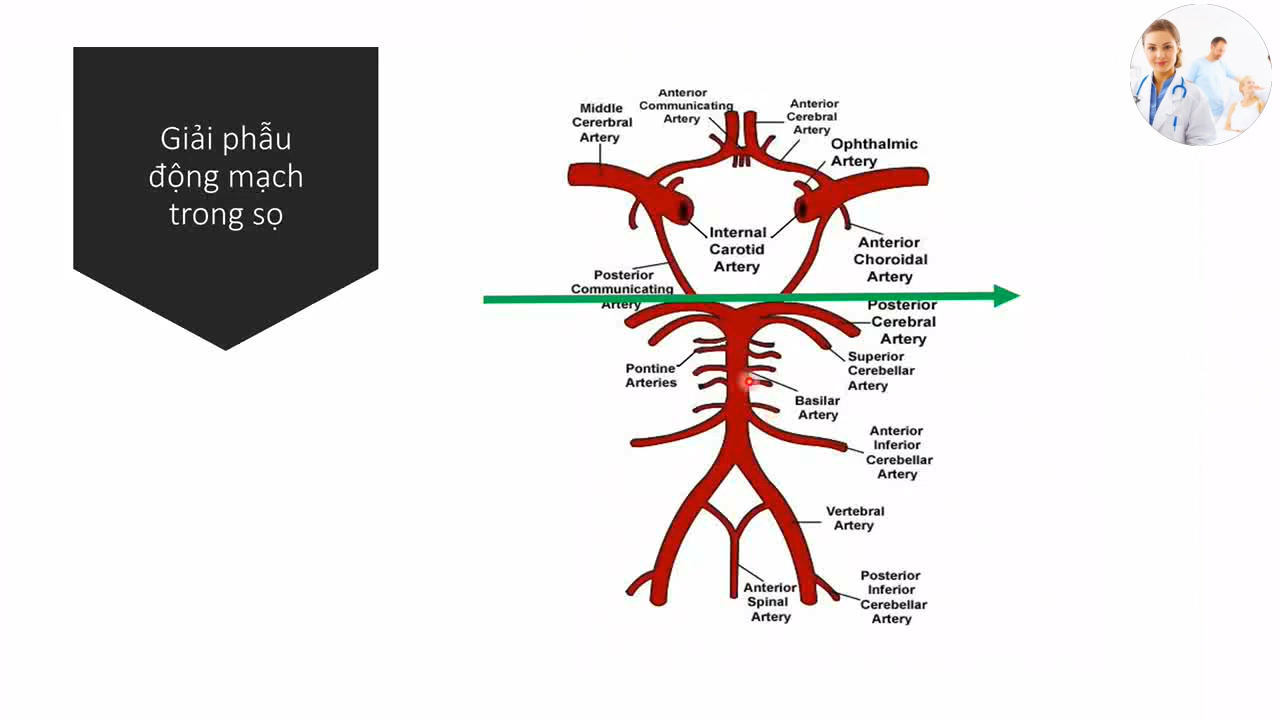 Giải phẫu
động mạch
trong sọ
Anterior
Communicating
Artery
Middle
Cererbral
Artery
Anterior
Cerebral
Artery
Ophthalmic
Artery
Internal
Carotid
Artery
Anterior
Choroidal
Artery
Posterior
Communicating
Artery
Posterior
Cerebral
Artery
Superior
Cerebellar
Artery
Pontine
Arteries
Basilar
Artery
Anterior
Inferior
Cerebellar
Artery
Vertebral
Artery
Anterior
Spinal
Artery
Posterior
Inferior
Cerebellar
Artery